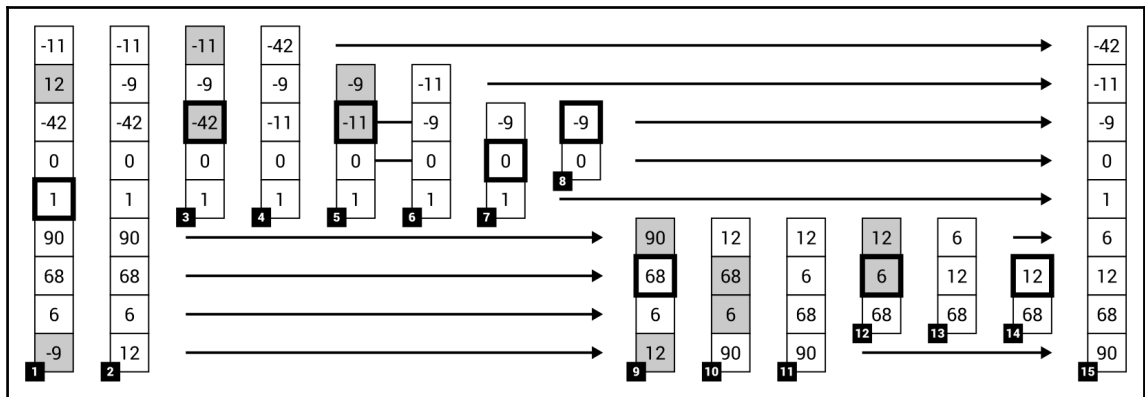 -11 -11 -11 -42 -42
12 -9 -9 -9 -9 -11 -11
-42 -42 -42 -11 -11 -9 -9 -9 -9
0 0 0 0 0 0 0 0 0
8
1 1 1 1 1 1 1 1
3 4 5 6 7
90 90 90 12 12 12 6 6
68 68 68 68 6 6 12 12 12
6 6 6 6 68 68 68 68 68
12 13 14
-9 12 12 90 90 90
1 2 9 10 11 15